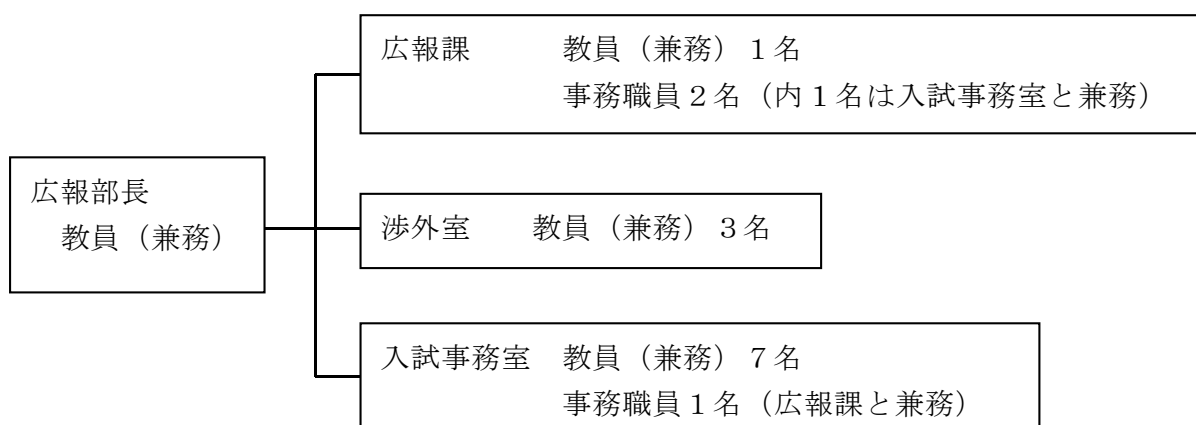 広報課　　　教員（兼務）１名
事務職員２名（内１名は入試事務室と兼務）
広報部長
教員（兼務）
渉外室　　教員（兼務）３名
入試事務室　教員（兼務）７名
事務職員１名（広報課と兼務）